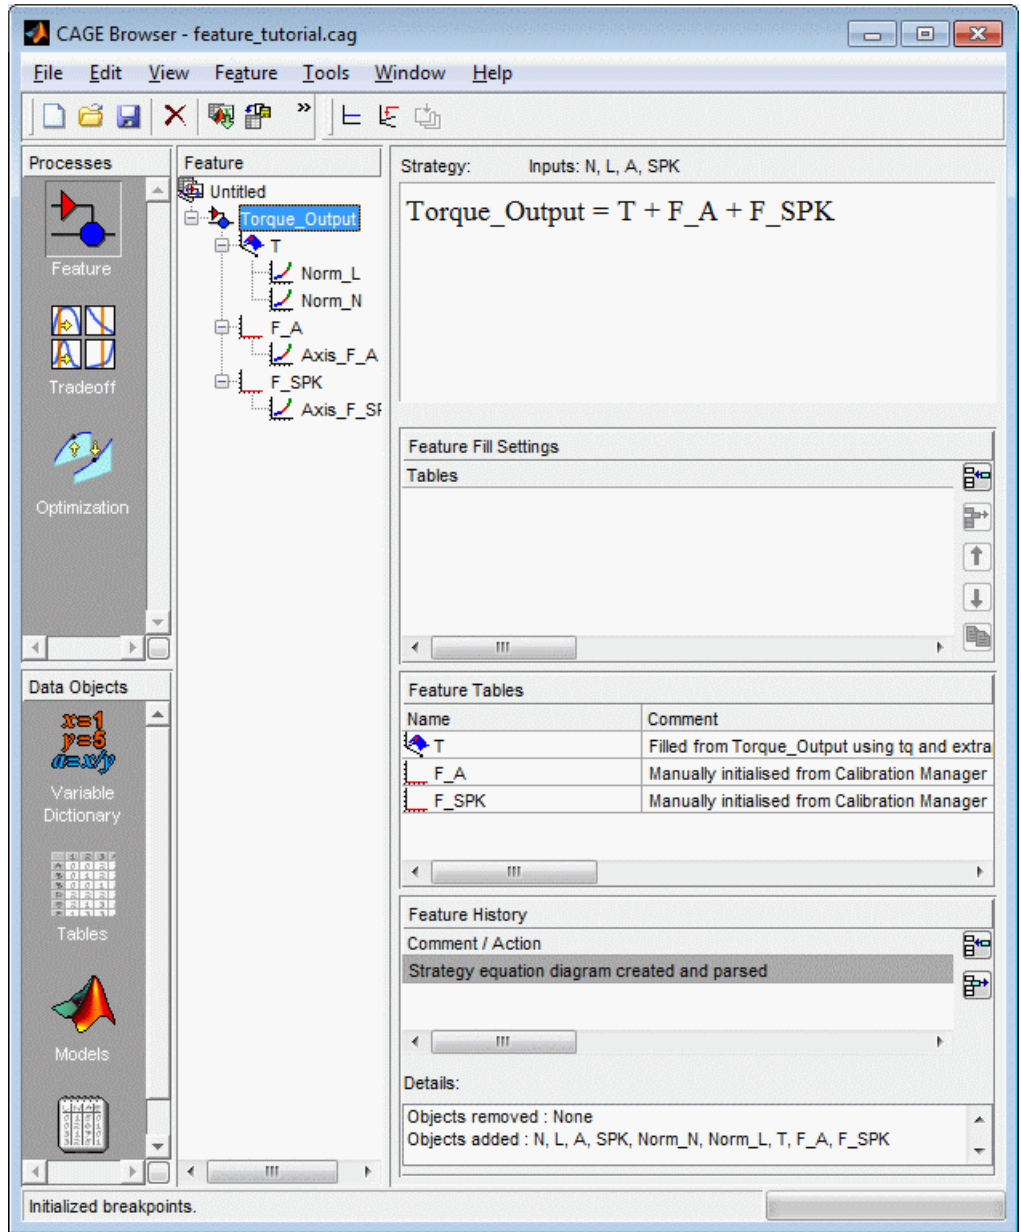 CAGE Browser - feature_tutorial.cag
File Edit View Feature Tools Window Help
»
Processes
Feature
Tradeoff
Optimization
Feature
Untitled
Torque_Output
T
Norm_L
Norm_N
F_A
Axis_F_A
F_SPK
Axis_F_SF
Strategy: Inputs: N, L, A, SPK
Torque_Output = T + F_A + F_SPK
Feature Fill Settings
Tables
Data Objects
x=1
y=5
a=x/y
Variable
Dictionary
Tables
Models
Feature Tables
Name Comment
T Filled from Torque_Output using tq and extra
F_A Manually initialised from Calibration Manager
F_SPK Manually initialised from Calibration Manager
Feature History
Comment / Action
Strategy equation diagram created and parsed
Details:
Objects removed : None
Objects added : N, L, A, SPK, Norm_N, Norm_L, T, F_A, F_SPK
Initialized breakpoints.